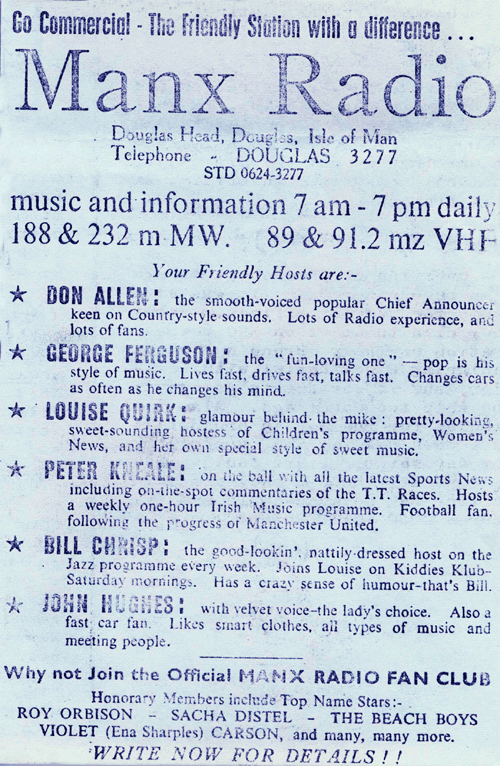 Go Commercial - The Friendly Station with a difference ...
Manx Radio
Douglas Head, Douglas, Isle of Man
Telephone - DOUGLAS 3277
STD 0624-3277
music and information 7 am - 7 pm daily
188 & 232 m MW. 89 & 91.2 mz VHF
Your Friendly Hosts are:-
★ DON ALLEN: the smooth-voiced popular Chief Announcer
keen on Country-style sounds. Lots of Radio experience, and
lots of fans.
★ GEORGE FERGUSON: the "fun-loving one" — pop is his
style of music. Lives fast, drives fast, talks fast. Changes cars
as often as he changes his mind.
★ LOUISE QUIRK: glamour behind the mike: pretty-looking,
sweet-sounding hostess of Children's programme, Women's
News, and her own special style of sweet music.
★ PETER KNEALE: on the ball with all the latest Sports News
including on-the-spot commentaries of the T.T. Races. Hosts
a weekly one-hour Irish Music programme. Football fan,
following the progress of Manchester United.
★ BILL CHRISP: the good-lookin', nattily-dressed host on the
Jazz programme every week. Joins Louise on Kiddies Klub-
Saturday mornings. Has a crazy sense of humour-that's Bill.
★ JOHN HUGHES: with velvet voice-the lady's choice. Also a
fast car fan. Likes smart clothes, all types of music and
meeting people.
Why not Join the Official MANX RADIO FAN CLUB
Honorary Members include Top Name Stars:-
ROY ORBISON - SACHA DISTEL - THE BEACH BOYS
VIOLET (Ena Sharples) CARSON, and many, many more.
WRITE NOW FOR DETAILS ! !